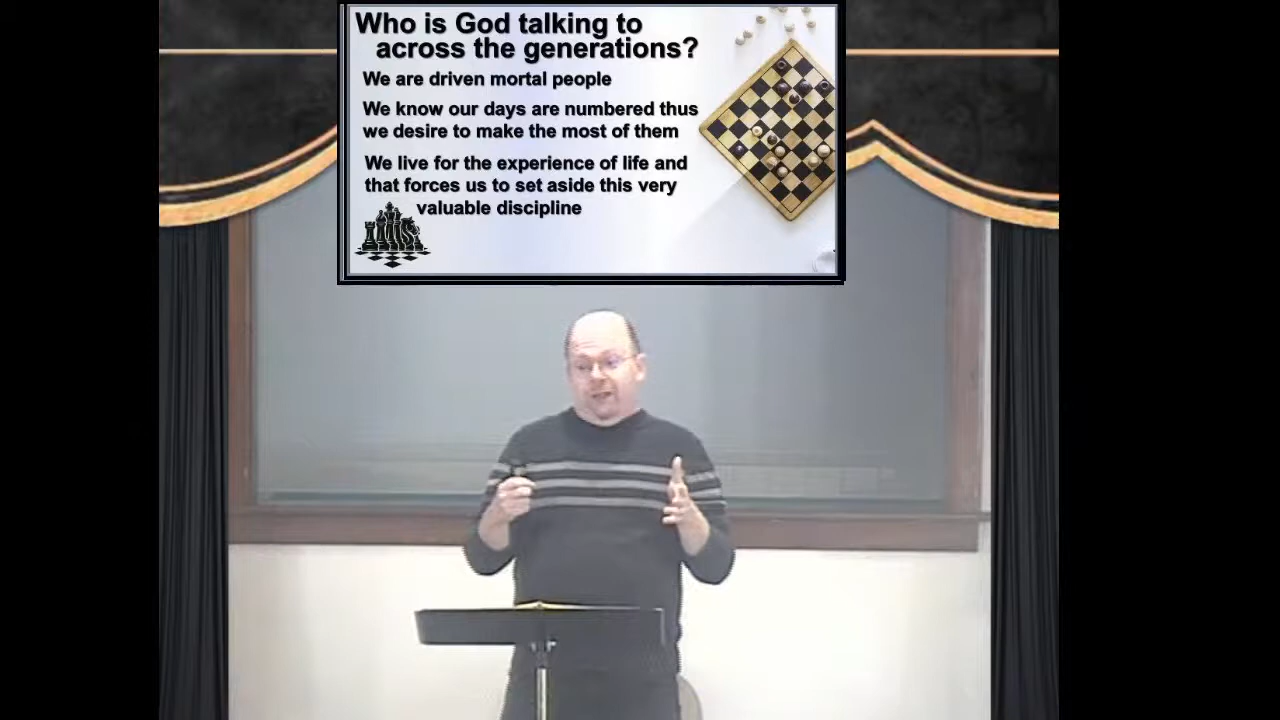 Who is God talking to
across the generations?
We are driven mortal people
We know our days are numbered thus
we desire to make the most of them
We live for the experience of life and
that forces us to set aside this very
valuable discipline